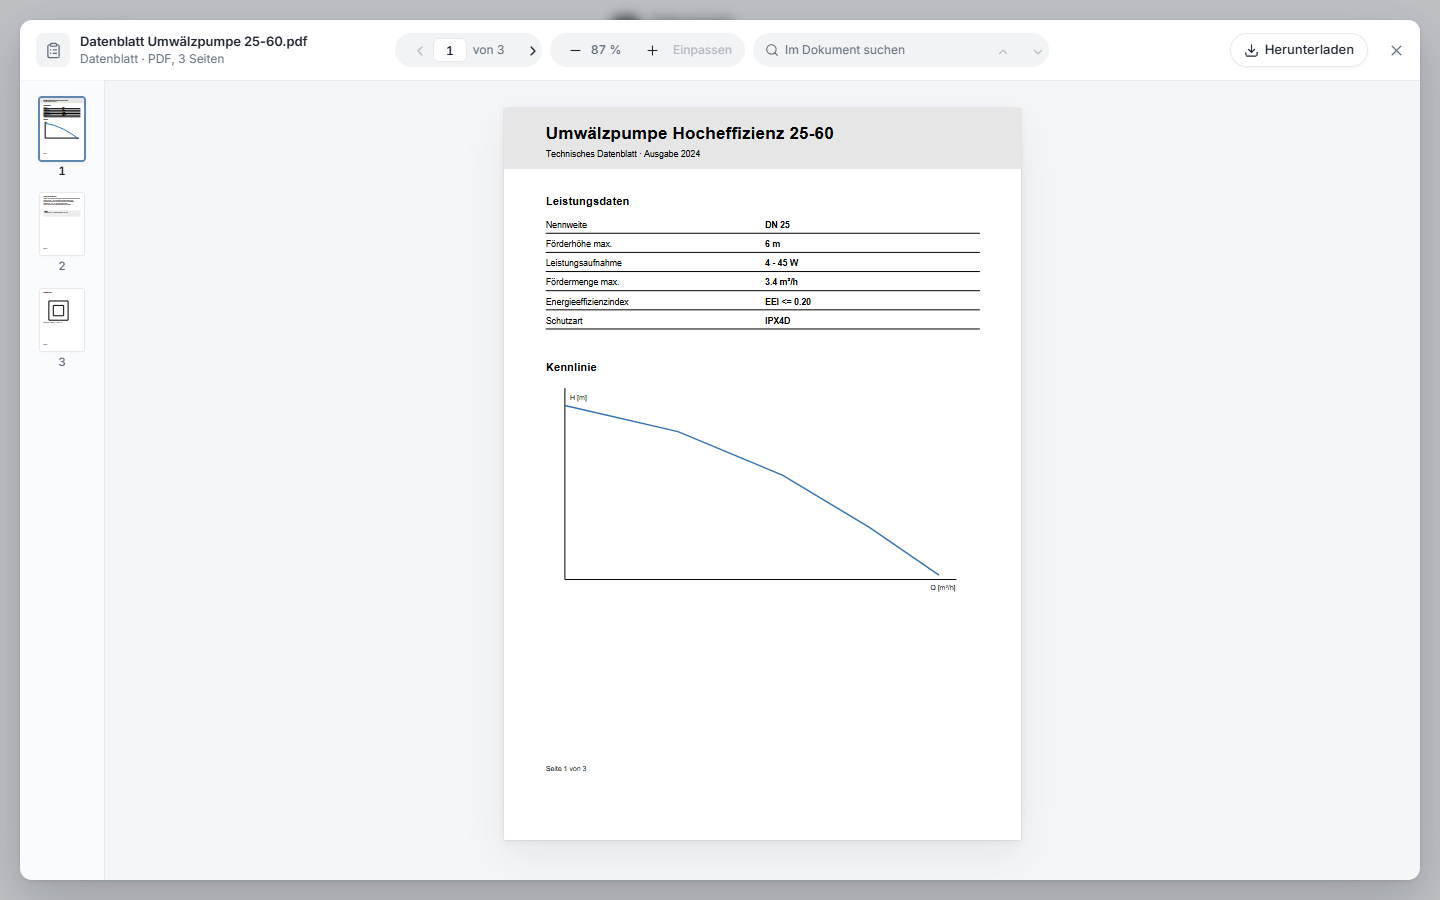 Datenblatt Umwälzpumpe 25-60.pdf
Datenblatt · PDF, 3 Seiten
1 von 3
87 %
Einpassen
Im Dokument suchen
Herunterladen
1
2
3
Umwälzpumpe Hocheffizienz 25-60
Technisches Datenblatt · Ausgabe 2024
Leistungsdaten
Nennweite DN 25
Förderhöhe max. 6 m
Leistungsaufnahme 4 - 45 W
Fördermenge max. 3.4 m³/h
Energieeffizienzindex EEI <= 0.20
Schutzart IPX4D
Kennlinie
H [m]
Q [m³/h]
Seite 1 von 3